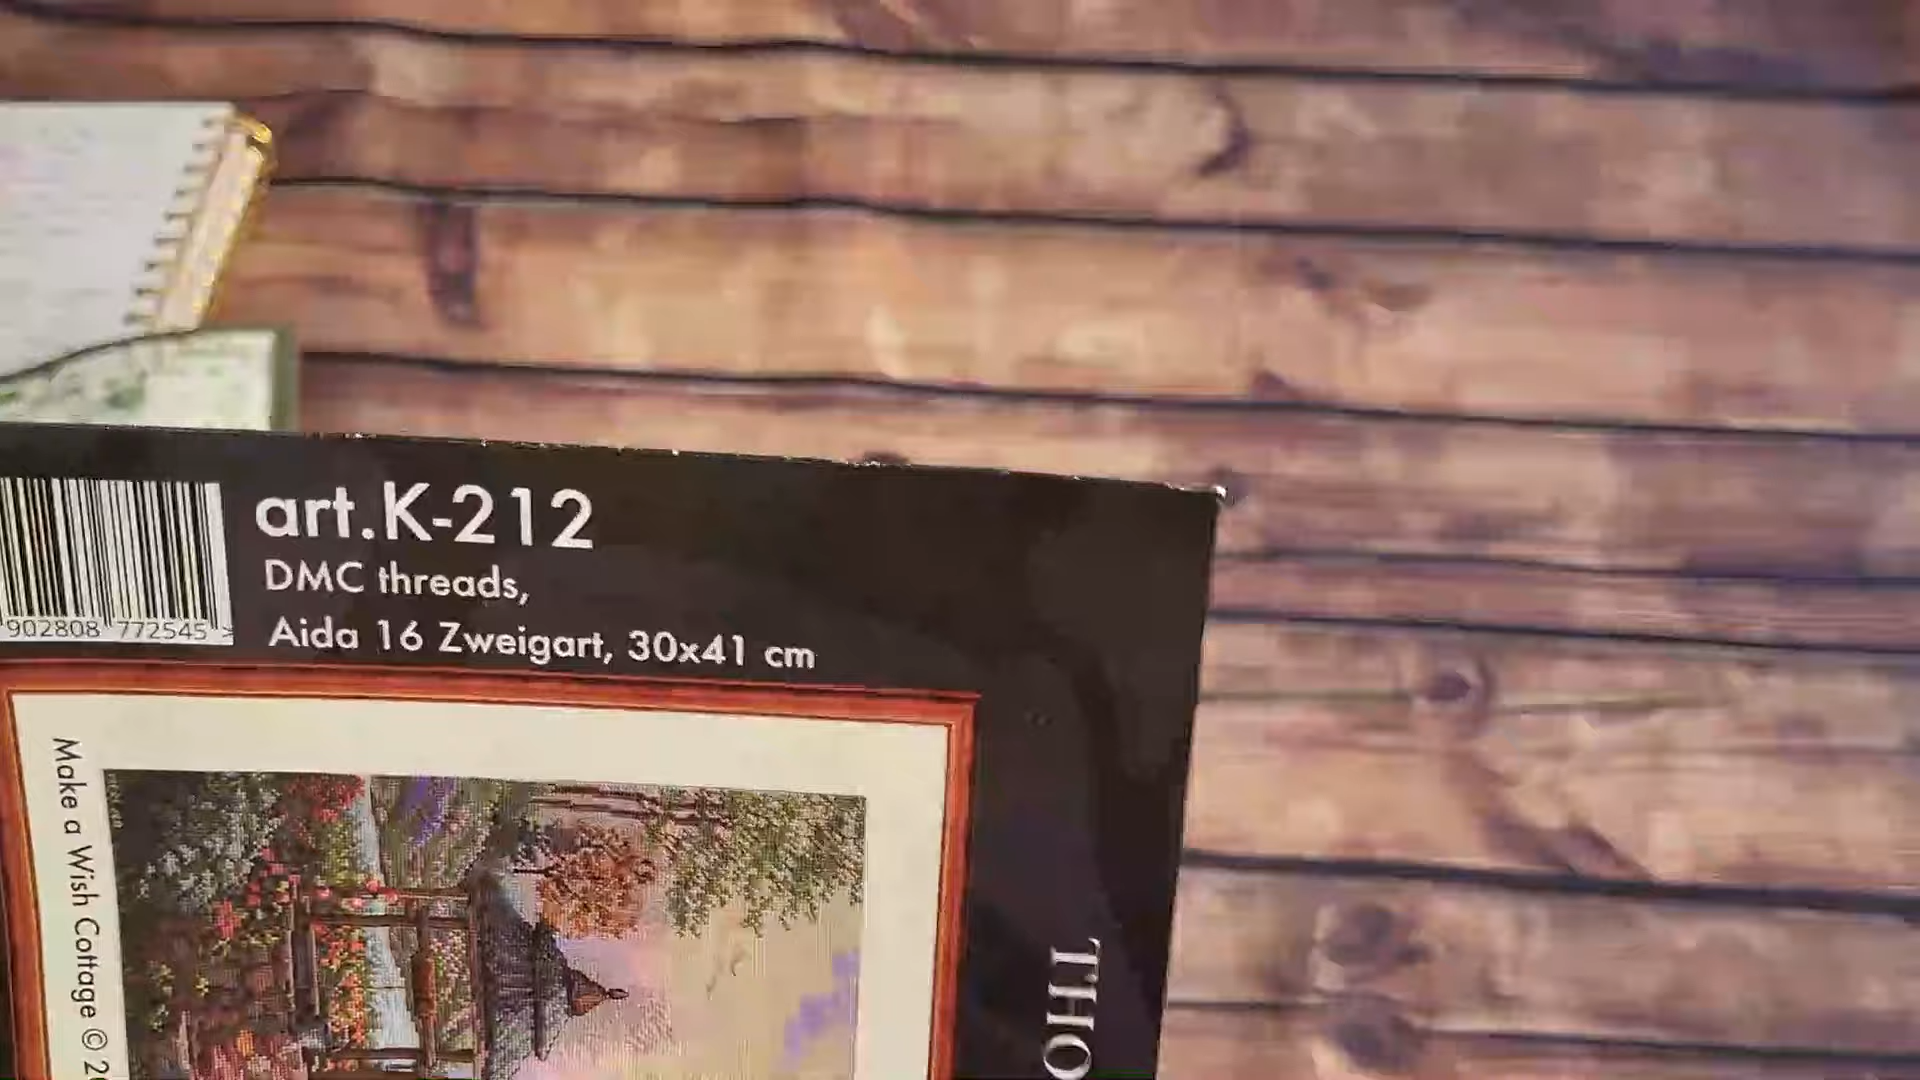 art.K-212
DMC threads,
Aida 16 Zweigart, 30x41 cm
902808 772545 >
Make a Wish Cottage ©
THO